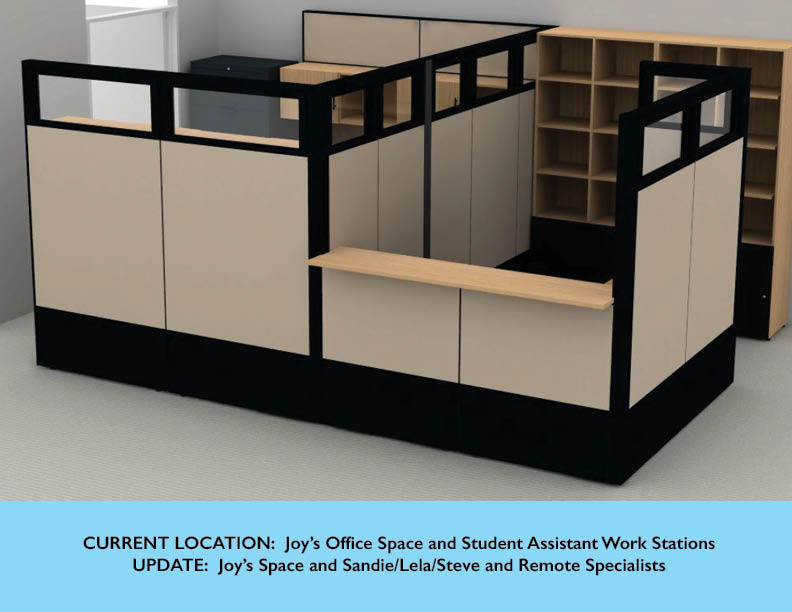 CURRENT LOCATION:  Joy’s Office Space and Student Assistant Work Stations
UPDATE:  Joy’s Space and Sandie/Lela/Steve and Remote Specialists